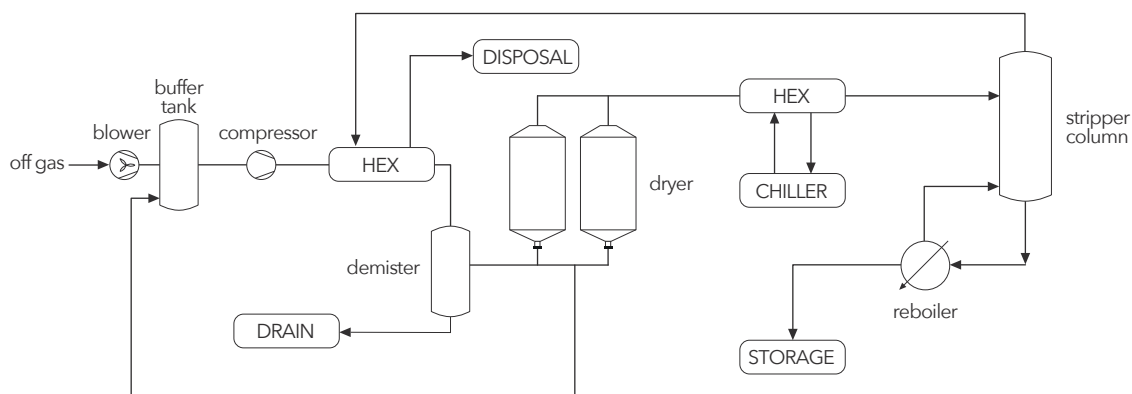 DISPOSAL
buffer
tank
HEX
blower
compressor
stripper
column
off gas
HEX
dryer
CHILLER
demister
reboiler
DRAIN
STORAGE